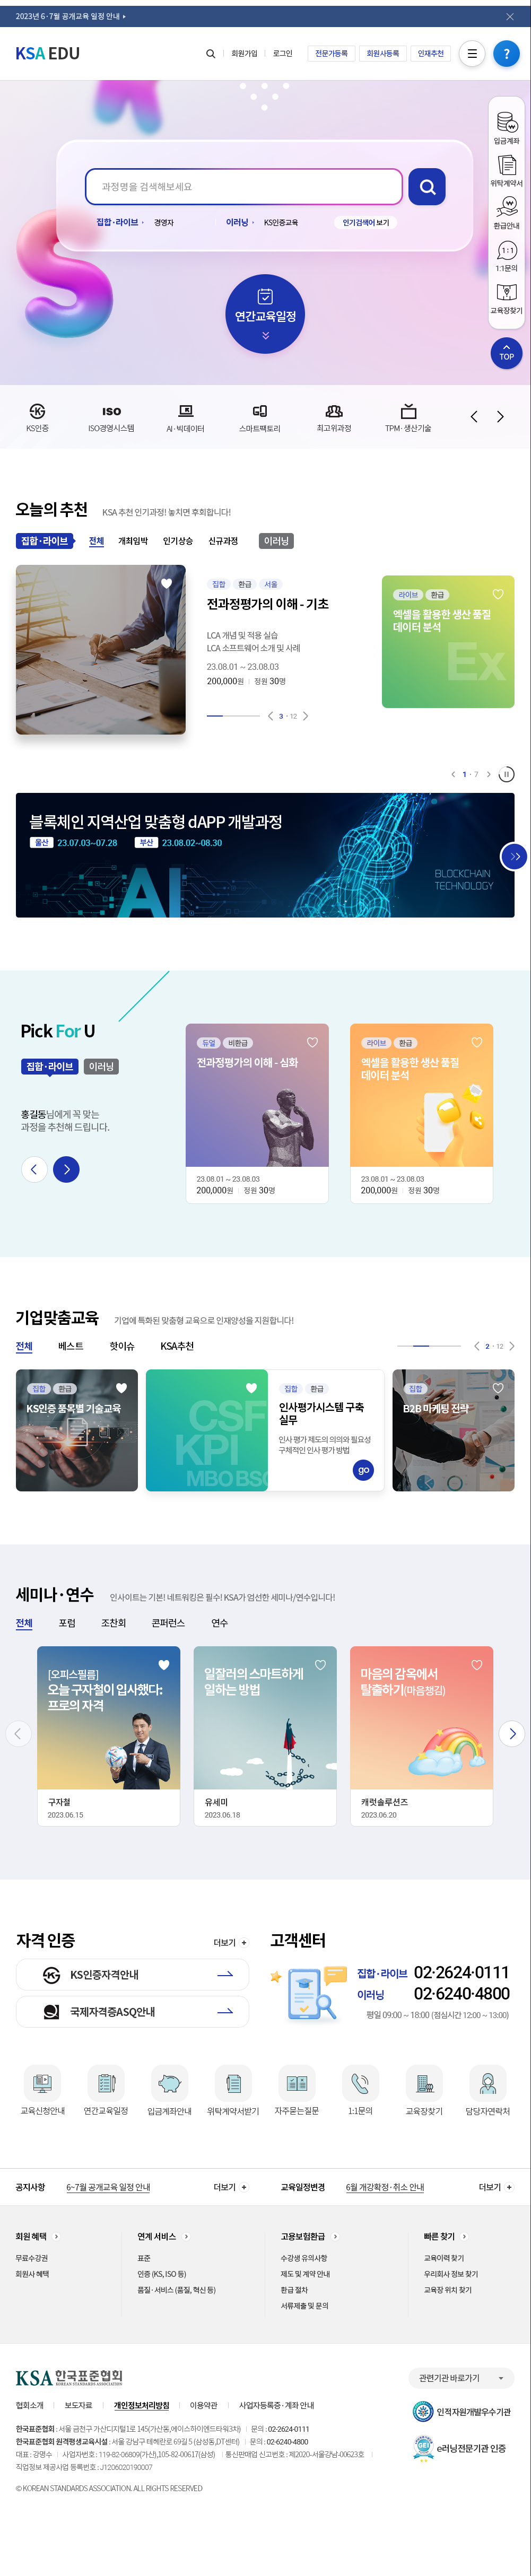 2023년 6·7월 공개교육 일정 안내
KSA EDU
회원가입
로그인
전문가등록
회원사등록
인재추천
?
과정명을 검색해보세요
집합·라이브
경영자
이러닝
KS인증교육
인기검색어 보기
연간교육일정
입금계좌
위탁계약서
환급안내
1:1
1:1문의
교육장찾기
TOP
KS인증
ISO
ISO경영시스템
AI·빅데이터
스마트팩토리
최고위과정
TPM·생산기술
오늘의 추천
KSA 추천 인기과정! 놓치면 후회합니다!
집합·라이브
전체
개최임박
인기상승
신규과정
이러닝
집합
환급
서울
전과정평가의 이해 - 기초
LCA 개념 및 적용 실습
LCA 소프트웨어 소개 및 사례
23.08.01 ~ 23.08.03
200,000원
정원 30명
3 · 12
라이브
환급
엑셀을 활용한 생산 품질
데이터 분석
Ex
1 · 7
블록체인 지역산업 맞춤형 dAPP 개발과정
울산
23.07.03~07.28
부산
23.08.02~08.30
AI
BLOCKCHAIN
TECHNOLOGY
Pick For U
집합·라이브
이러닝
홍길동님에게 꼭 맞는
과정을 추천해 드립니다.
듀얼
비환급
전과정평가의 이해 - 심화
23.08.01 ~ 23.08.03
200,000원
정원 30명
라이브
환급
엑셀을 활용한 생산 품질
데이터 분석
23.08.01 ~ 23.08.03
200,000원
정원 30명
기업맞춤교육
기업에 특화된 맞춤형 교육으로 인재양성을 지원합니다!
전체
베스트
핫이슈
KSA추천
2 · 12
집합
환급
KS인증 품목별 기술교육
CSF
KPI
MBO BSC
집합
환급
인사평가시스템 구축
실무
인사 평가 제도의 의의와 필요성
구체적인 인사 평가 방법
go
집합
B2B 마케팅 전략
세미나·연수
인사이트는 기본! 네트워킹은 필수! KSA가 엄선한 세미나/연수입니다!
전체
포럼
조찬회
콘퍼런스
연수
[오피스필름]
오늘 구자철이 입사했다:
프로의 자격
구자철
2023.06.15
일잘러의 스마트하게
일하는 방법
유세미
2023.06.18
마음의 감옥에서
탈출하기(마음챙김)
캐럿솔루션즈
2023.06.20
자격 인증
더보기 +
KS인증자격안내
국제자격증ASQ안내
고객센터
집합·라이브
02·2624·0111
이러닝
02·6240·4800
평일 09:00 ~ 18:00 (점심시간 12:00 ~ 13:00)
교육신청안내
연간교육일정
입금계좌안내
위탁계약서받기
자주묻는질문
1:1문의
교육장찾기
담당자연락처
공지사항
6~7월 공개교육 일정 안내
더보기 +
교육일정변경
6월 개강확정·취소 안내
더보기 +
회원 혜택
무료수강권
회원사 혜택
연계 서비스
표준
인증 (KS, ISO 등)
품질·서비스 (품질, 혁신 등)
고용보험환급
수강생 유의사항
제도 및 계약 안내
환급 절차
서류제출 및 문의
빠른 찾기
교육이력 찾기
우리회사 정보 찾기
교육장 위치 찾기
KSA 한국표준협회
KOREAN STANDARDS ASSOCIATION
관련기관 바로가기
협회소개
보도자료
개인정보처리방침
이용약관
사업자등록증·계좌 안내
한국표준협회 : 서울 금천구 가산디지털1로 145(가산동,에이스하이엔드타워3차)
문의 : 02-2624-0111
한국표준협회 원격평생교육시설 : 서울 강남구 테헤란로 69길 5 (삼성동,DT센터)
문의 : 02-6240-4800
대표 : 강명수
사업자번호 : 119-82-06809(가산),105-82-00617(삼성)
통신판매업 신고번호 : 제2020-서울강남-00623호
직업정보 제공사업 등록번호 : J1206020190007
© KOREAN STANDARDS ASSOCIATION. ALL RIGHTS RESERVED
인적자원개발우수기관
GEI
e러닝전문기관 인증